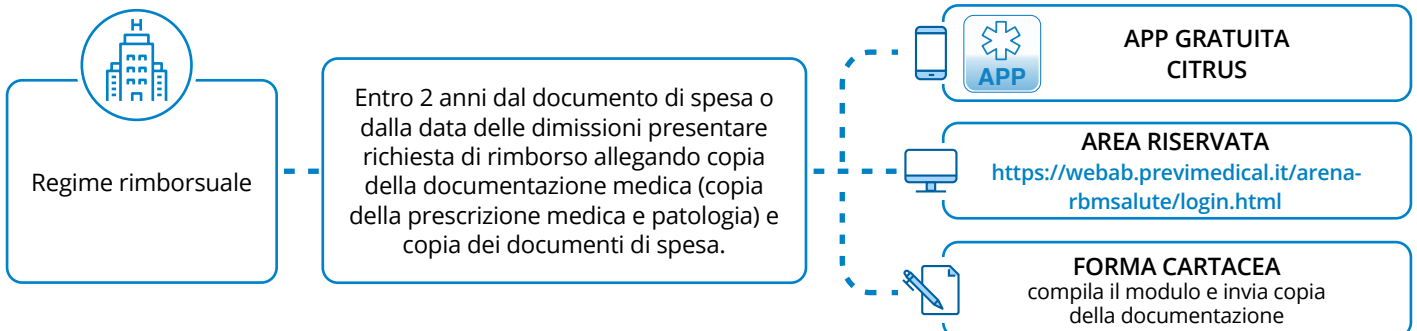 H
Regime rimborsuale
Entro 2 anni dal documento di spesa o
dalla data delle dimissioni presentare
richiesta di rimborso allegando copia
della documentazione medica (copia
della prescrizione medica e patologia) e
copia dei documenti di spesa.
APP
APP GRATUITA
CITRUS
AREA RISERVATA
https://webab.previmedical.it/arena-
rbmsalute/login.html
FORMA CARTACEA
compila il modulo e invia copia
della documentazione